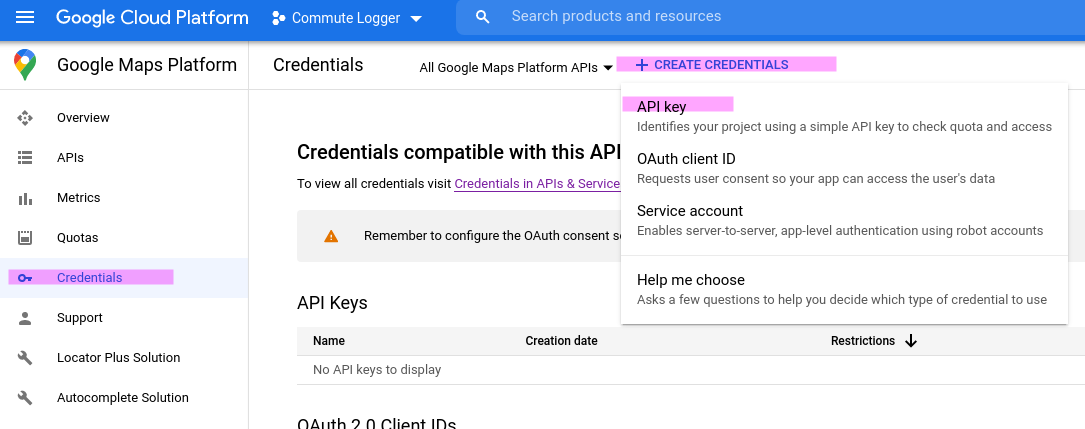 Google Cloud Platform
Commute Logger
Search products and resources
Google Maps Platform
Credentials
All Google Maps Platform APIs
CREATE CREDENTIALS
API key
Identifies your project using a simple API key to check quota and access
OAuth client ID
Requests user consent so your app can access the user's data
Service account
Enables server-to-server, app-level authentication using robot accounts
Help me choose
Asks a few questions to help you decide which type of credential to use
Overview
APIs
Metrics
Quotas
Credentials
Support
Locator Plus Solution
Autocomplete Solution
Credentials compatible with this API
To view all credentials visit Credentials in APIs & Service
Remember to configure the OAuth consent
API Keys
Name Creation date Restrictions
No API keys to display
OAuth 2.0 Client IDs